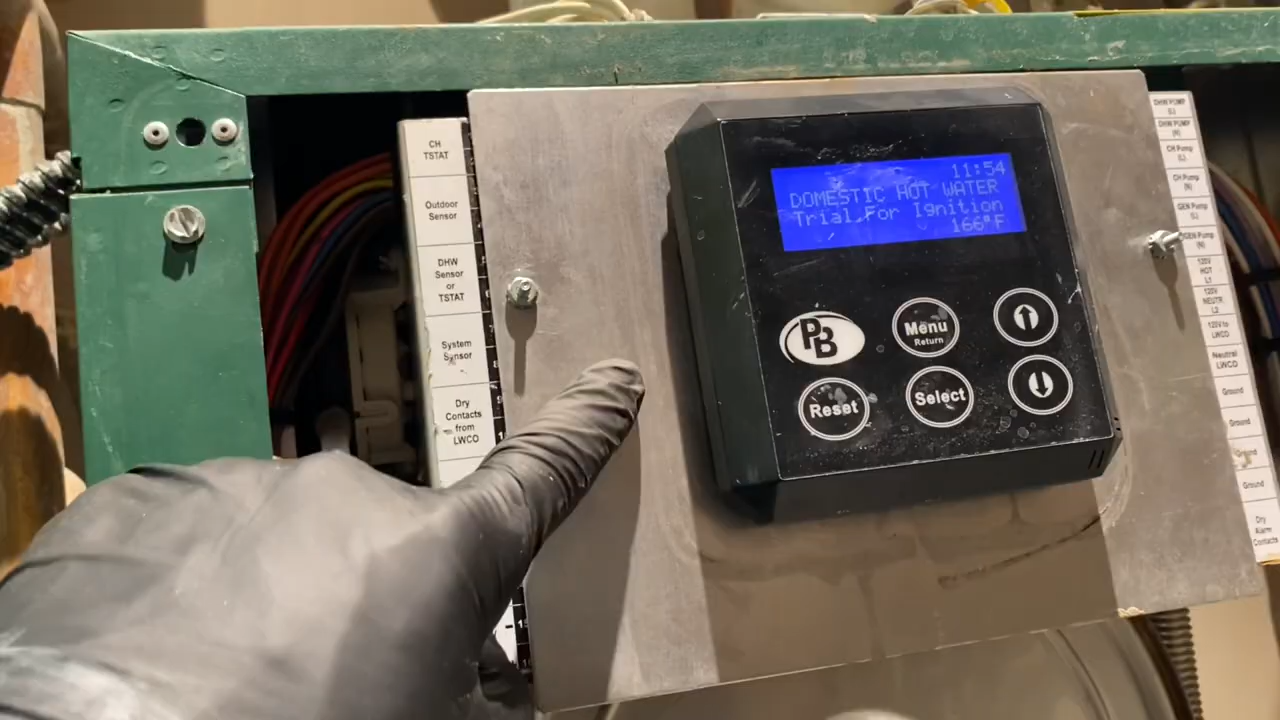 CH
TSTAT
Outdoor
Sensor
DHW
Sensor
or
TSTAT
System
Sensor
Dry
Contacts
from
LWCO
11:54
DOMESTIC HOT WATER
Trial For Ignition
166°F
PB
Menu
Return
Reset
Select
DHW PUMP
(L)
DHW PUMP
(N)
CH Pump
(L)
CH Pump
(N)
GEN Pump
(L)
GEN Pump
(N)
120V
HOT
L1
120V
NEUTR
L2
120V to
LWCO
Neutral
LWCO
Ground
Ground
Ground
Ground
Dry
Alarm
Contacts